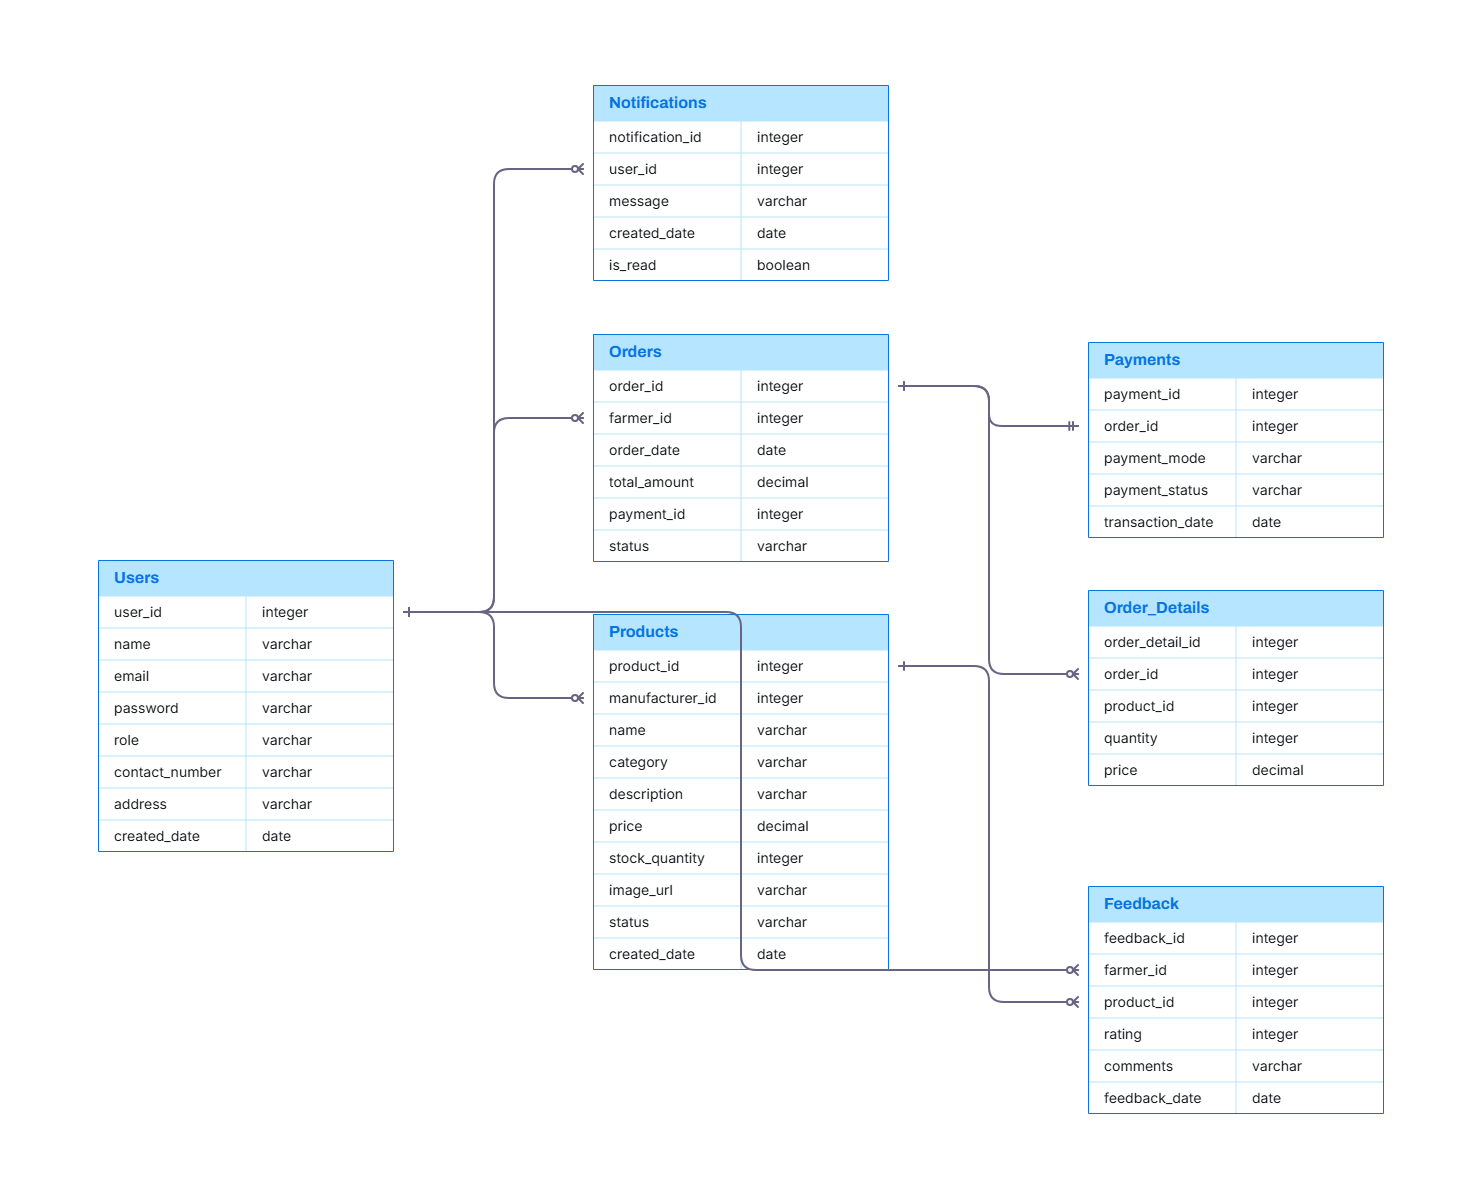 Notifications
notification_id integer
user_id integer
message varchar
created_date date
is_read boolean
Orders
order_id integer
farmer_id integer
order_date date
total_amount decimal
payment_id integer
status varchar
Payments
payment_id integer
order_id integer
payment_mode varchar
payment_status varchar
transaction_date date
Users
user_id integer
name varchar
email varchar
password varchar
role varchar
contact_number varchar
address varchar
created_date date
Products
product_id integer
manufacturer_id integer
name varchar
category varchar
description varchar
price decimal
stock_quantity integer
image_url varchar
status varchar
created_date date
Order_Details
order_detail_id integer
order_id integer
product_id integer
quantity integer
price decimal
Feedback
feedback_id integer
farmer_id integer
product_id integer
rating integer
comments varchar
feedback_date date